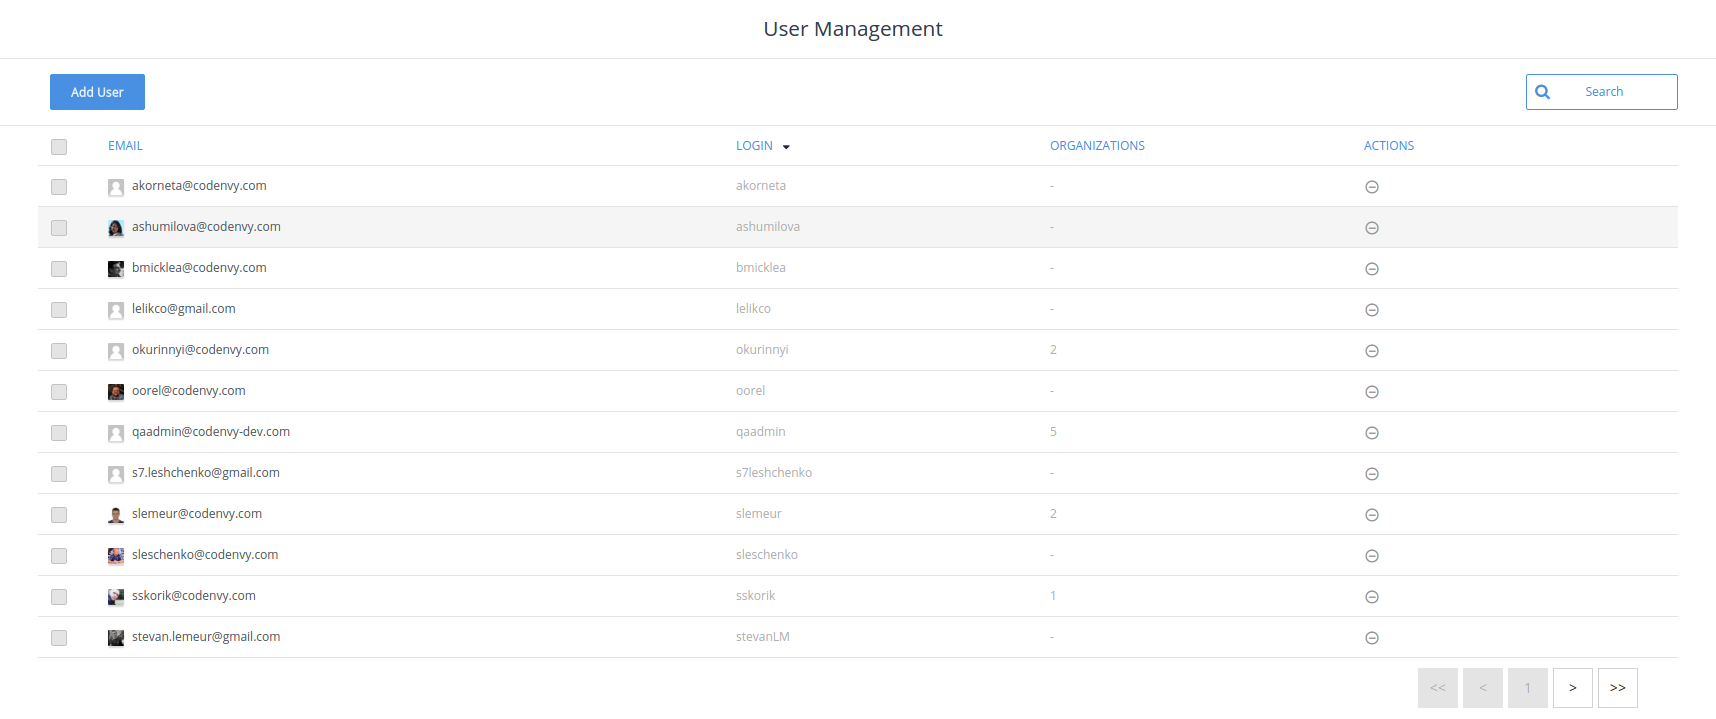 User Management
Add User Search
EMAIL LOGIN ORGANIZATIONS ACTIONS
akorneta@codenvy.com akorneta -
ashumilova@codenvy.com ashumilova -
bmicklea@codenvy.com bmicklea -
lelikco@gmail.com lelikco -
okurinnyi@codenvy.com okurinnyi 2
oorel@codenvy.com oorel -
qaadmin@codenvy-dev.com qaadmin 5
s7.leshchenko@gmail.com s7leshchenko -
slemeur@codenvy.com slemeur 2
sleschenko@codenvy.com sleschenko -
sskorik@codenvy.com sskorik 1
stevan.lemeur@gmail.com stevanLM -
<< < 1 > >>